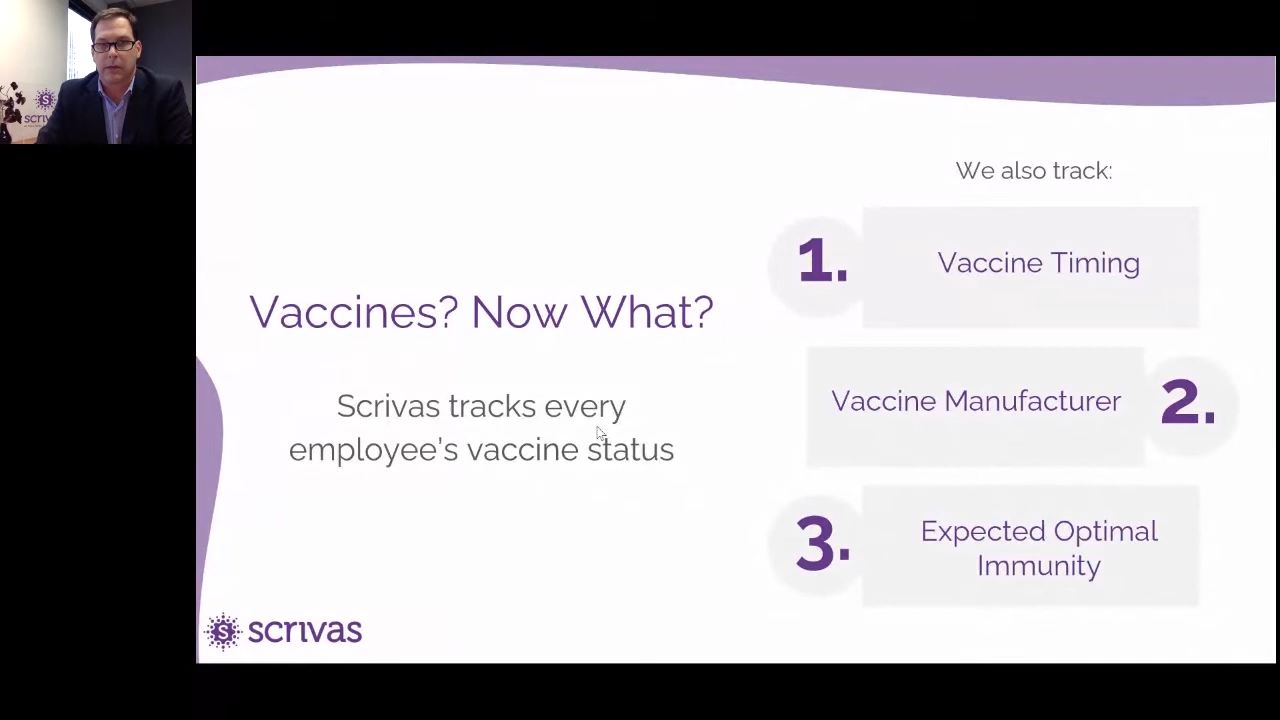 S
scriv
Vaccines? Now What?
Scrivas tracks every
employee's vaccine status
We also track:
1.
Vaccine Timing
Vaccine Manufacturer
2.
3.
Expected Optimal
Immunity
S
scrivas